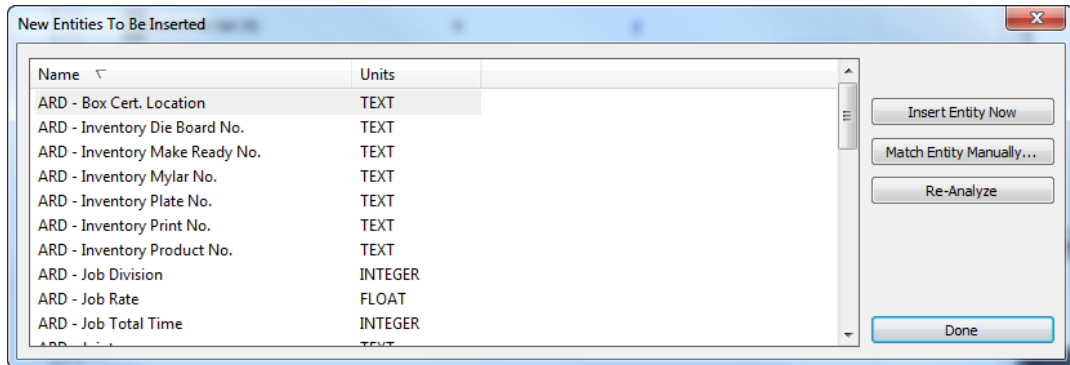 New Entities To Be Inserted
Name Units
ARD - Box Cert. Location TEXT
ARD - Inventory Die Board No. TEXT
ARD - Inventory Make Ready No. TEXT
ARD - Inventory Mylar No. TEXT
ARD - Inventory Plate No. TEXT
ARD - Inventory Print No. TEXT
ARD - Inventory Product No. TEXT
ARD - Job Division INTEGER
ARD - Job Rate FLOAT
ARD - Job Total Time INTEGER
Insert Entity Now
Match Entity Manually...
Re-Analyze
Done